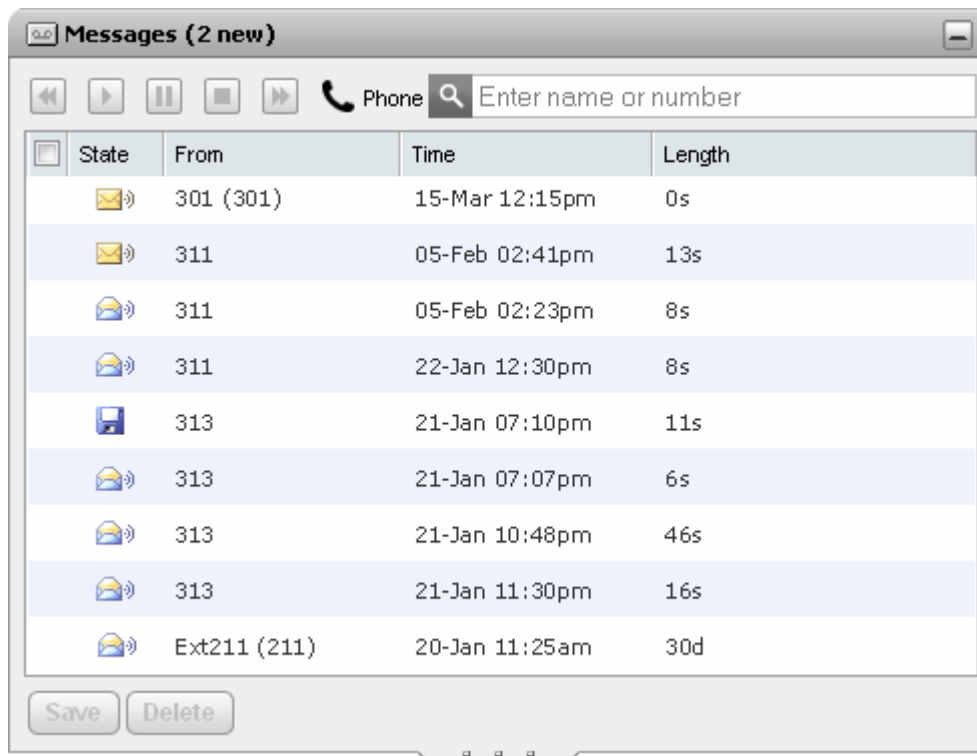 Messages (2 new)
Phone Enter name or number
State From Time Length
301 (301) 15-Mar 12:15pm 0s
311 05-Feb 02:41pm 13s
311 05-Feb 02:23pm 8s
311 22-Jan 12:30pm 8s
313 21-Jan 07:10pm 11s
313 21-Jan 07:07pm 6s
313 21-Jan 10:48pm 46s
313 21-Jan 11:30pm 16s
Ext211 (211) 20-Jan 11:25am 30d
Save Delete